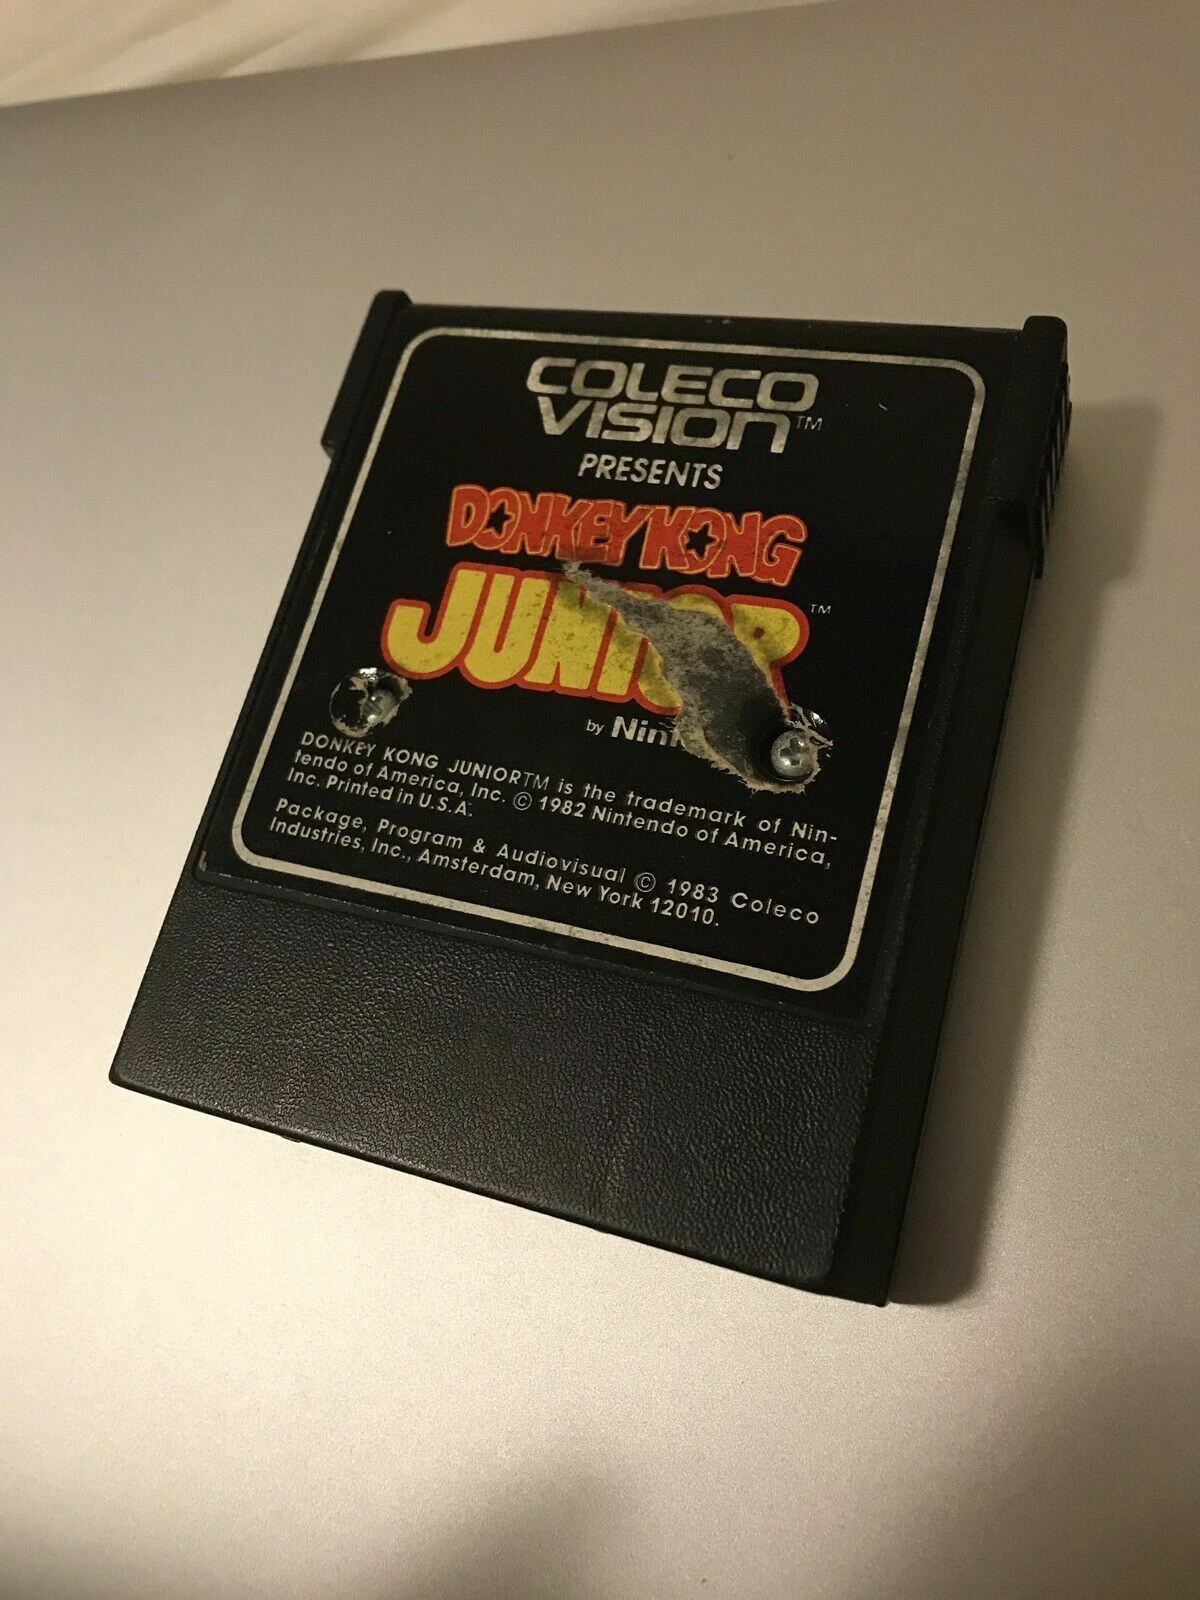 COLECO
VISION™
PRESENTS
DONKEY KONG
JUNIOR™
by
DONKEY KONG JUNIORTM is the trademark of Nin-
tendo of America, Inc. © 1982 Nintendo of America,
Inc. Printed in U.S.A.
Package, Program & Audiovisual © 1983 Coleco
Industries, Inc., Amsterdam, New York 12010.